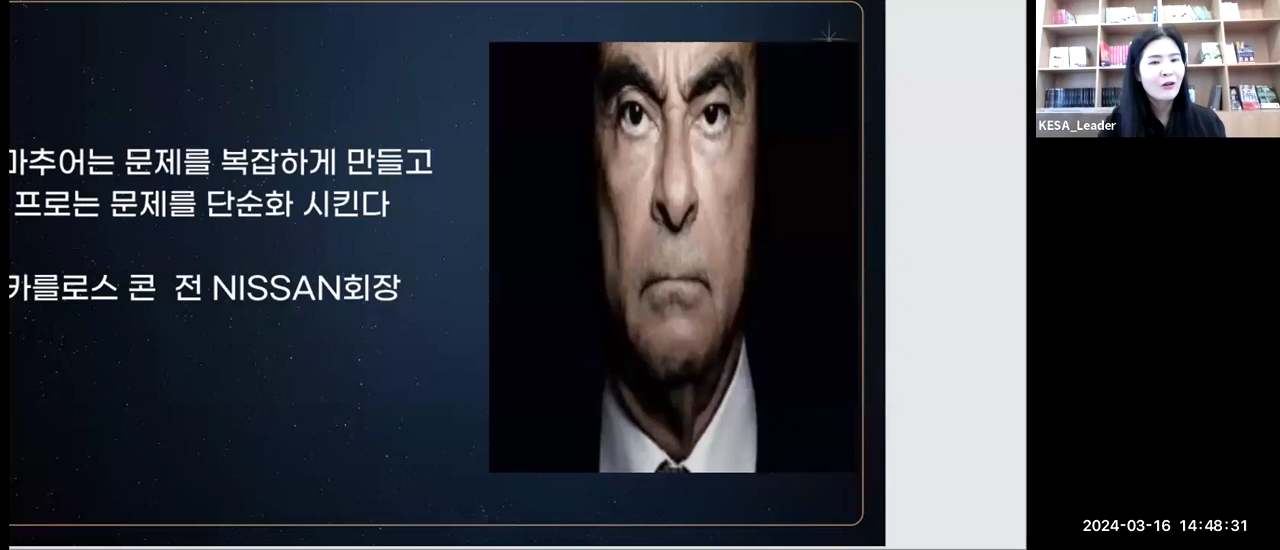 마추어는 문제를 복잡하게 만들고
프로는 문제를 단순화 시킨다
카를로스 콘 전 NISSAN회장
KESA_Leader
2024-03-16 14:48:31